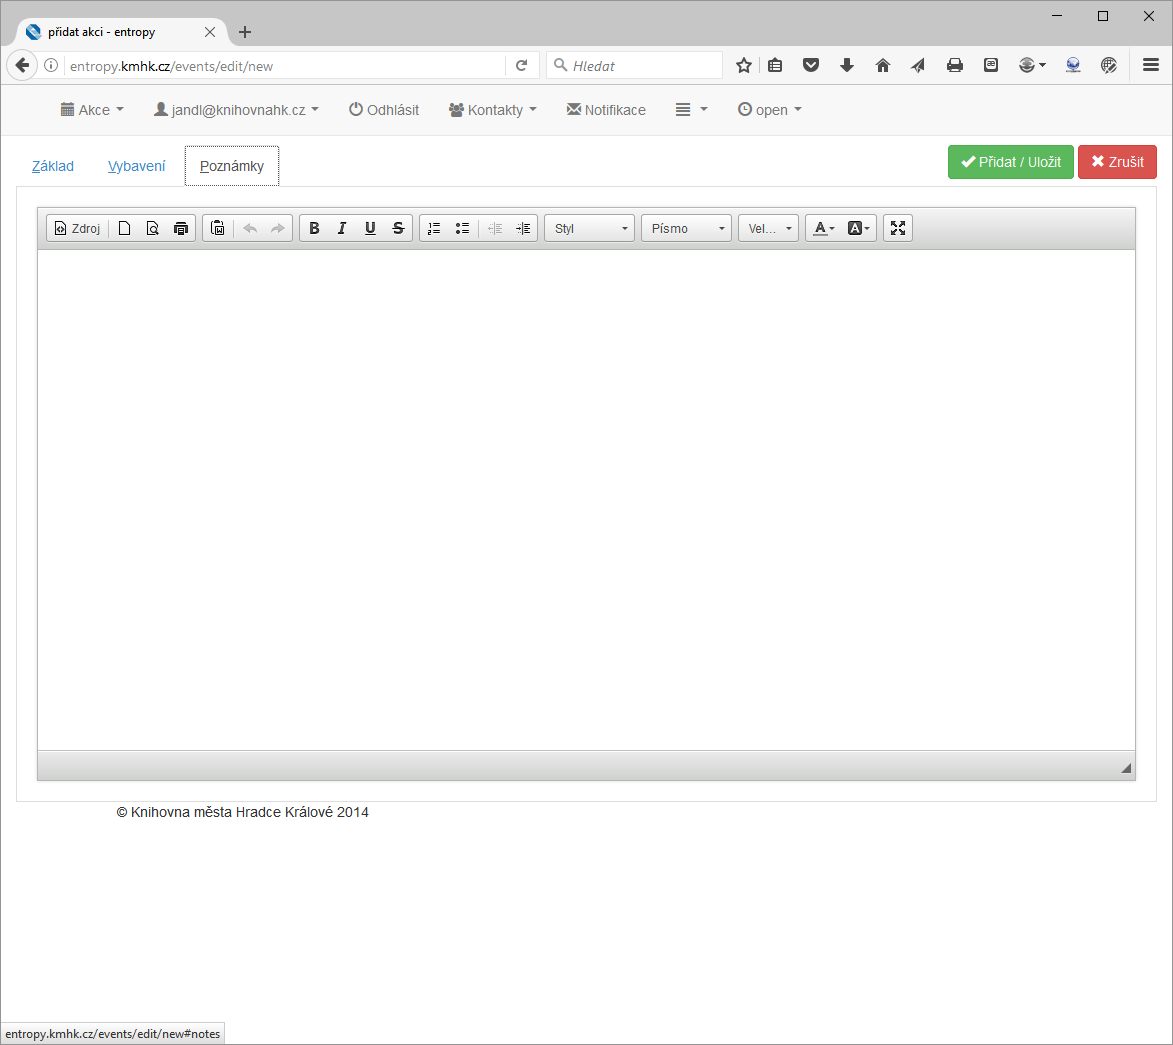 přidat akci - entropy
entropy.kmhk.cz/events/edit/new
Hledat
Akce jandl@knihovnahk.cz Odhlásit Kontakty Notifikace open
Základ Vybavení Poznámky Přidat / Uložit Zrušit
Zdroj B I U S Styl Písmo Vel... A A
© Knihovna města Hradce Králové 2014
entropy.kmhk.cz/events/edit/new#notes